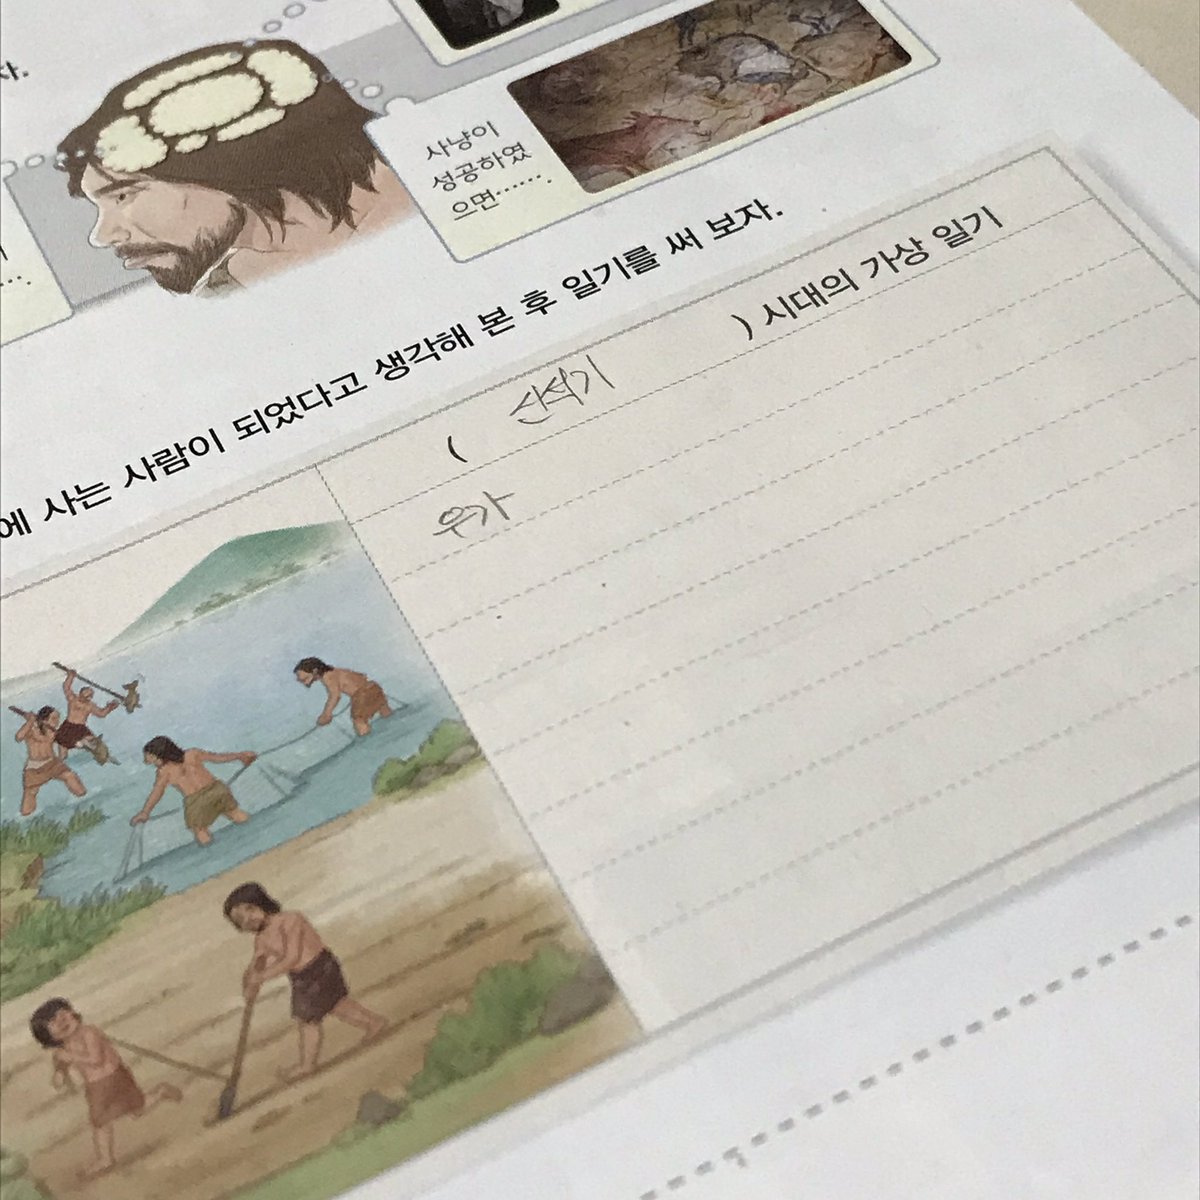 자.
사냥이
성공하였
으면…….
에 사는 사람이 되었다고 생각해 본 후 일기를 써 보자.
( 신석기 ) 시대의 가상 일기
우가